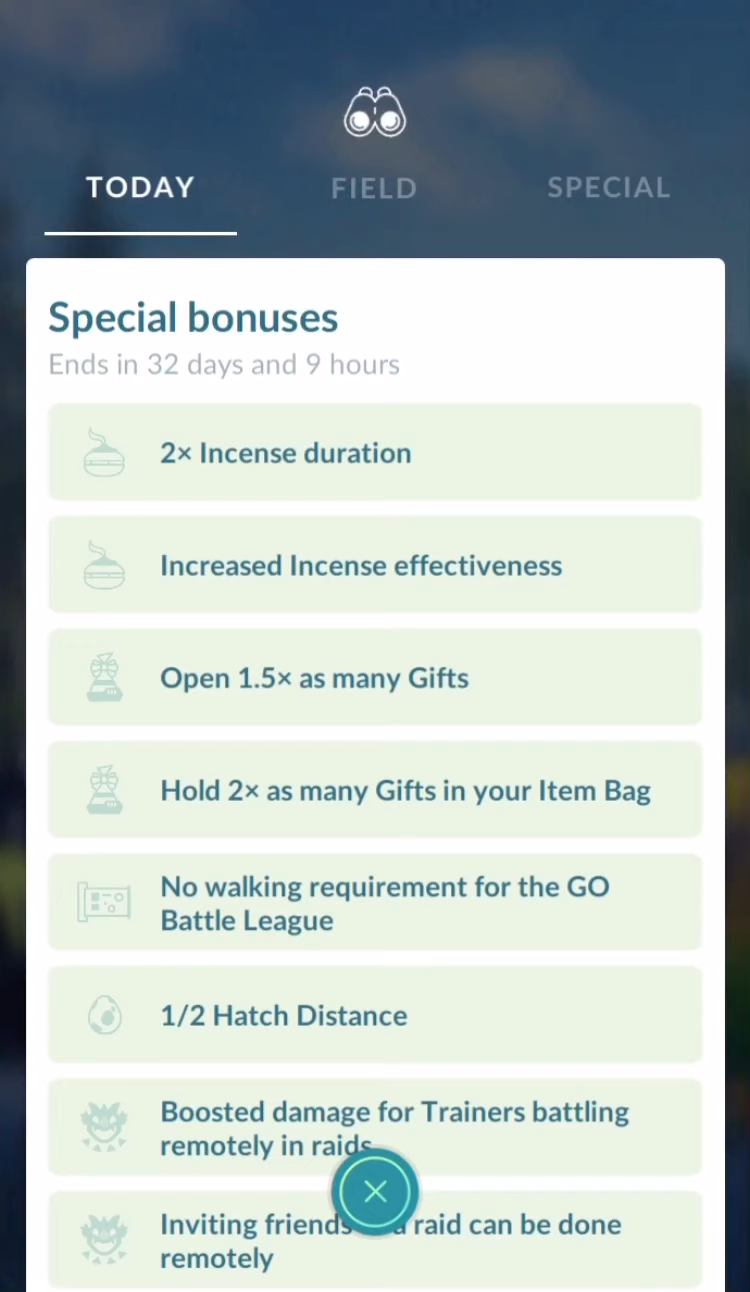 TODAY
FIELD
SPECIAL
Special bonuses
Ends in 32 days and 9 hours
2× Incense duration
Increased Incense effectiveness
Open 1.5× as many Gifts
Hold 2× as many Gifts in your Item Bag
No walking requirement for the GO
Battle League
1/2 Hatch Distance
Boosted damage for Trainers battling
remotely in raids
Inviting friends raid can be done
remotely